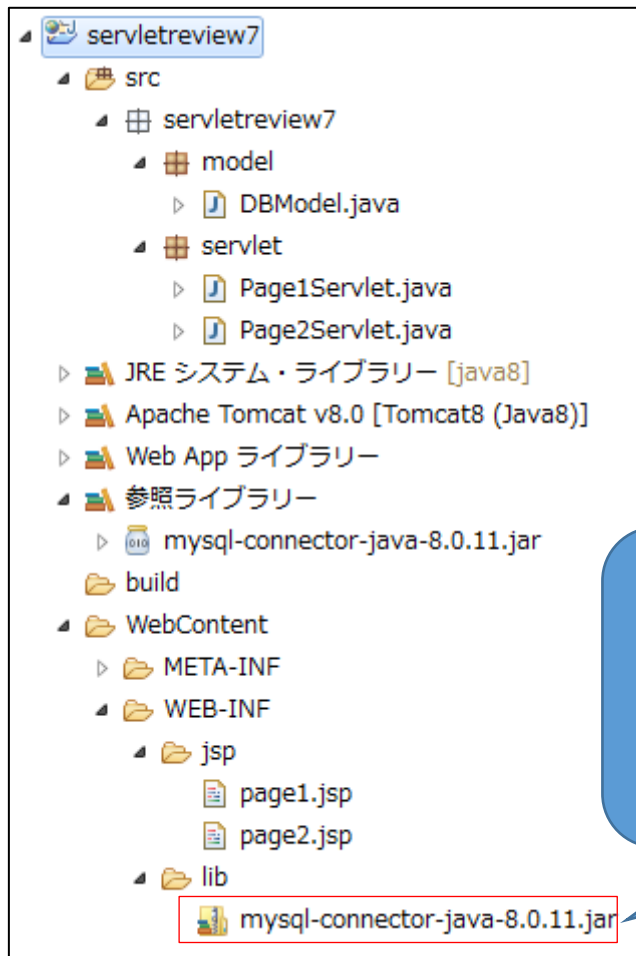 servletreview7
src
servletreview7
model
DBModel.java
servlet
Page1Servlet.java
Page2Servlet.java
JRE システム・ライブラリー [java8]
Apache Tomcat v8.0 [Tomcat8 (Java8)]
Web App ライブラリー
参照ライブラリー
mysql-connector-java-8.0.11.jar
build
WebContent
META-INF
WEB-INF
jsp
page1.jsp
page2.jsp
lib
mysql-connector-java-8.0.11.jar